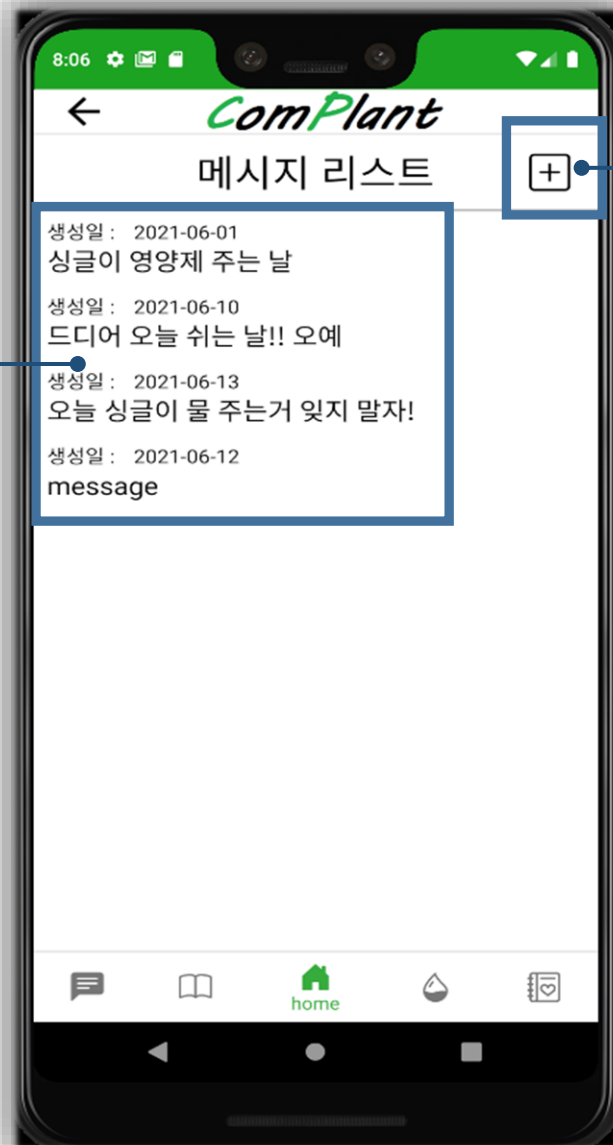 8:06
ComPlant
메시지 리스트
생성일 : 2021-06-01
싱글이 영양제 주는 날
생성일 : 2021-06-10
드디어 오늘 쉬는 날!! 오예
생성일 : 2021-06-13
오늘 싱글이 물 주는거 잊지 말자!
생성일 : 2021-06-12
message
home